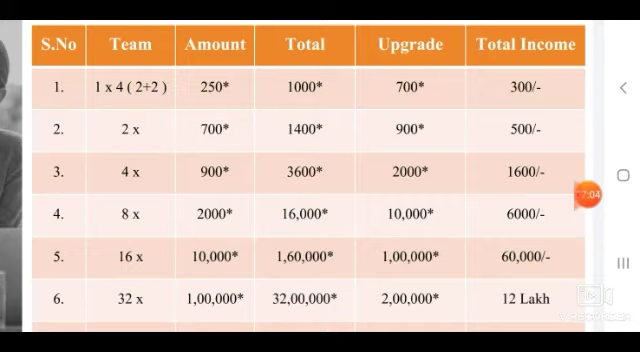 S.No Team Amount Total Upgrade Total Income
1. 1 x 4 ( 2+2 ) 250* 1000* 700* 300/-
2. 2 x 700* 1400* 900* 500/-
3. 4 x 900* 3600* 2000* 1600/-
7:04
4. 8 x 2000* 16,000* 10,000* 6000/-
5. 16 x 10,000* 1,60,000* 1,00,000* 60,000/-
6. 32 x 1,00,000* 32,00,000* 2,00,000* 12 Lakh